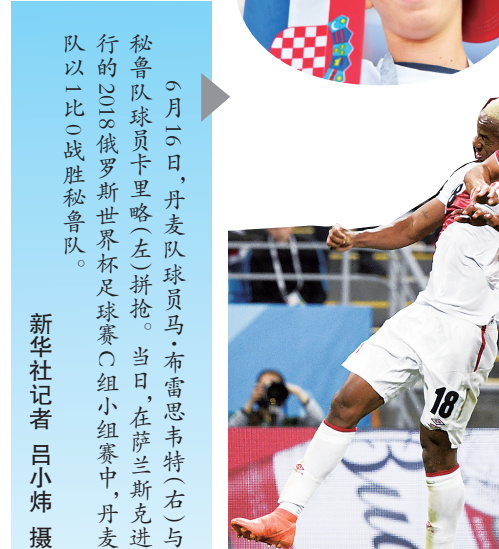 6月16日，丹麦队球员马·布雷思韦特(右)与
秘鲁队球员卡里略(左)拼抢。当日，在萨兰斯克进
行的2018俄罗斯世界杯足球赛C组小组赛中，丹麦
队以1比0战胜秘鲁队。
新华社记者 吕小炜 摄
18
Bud